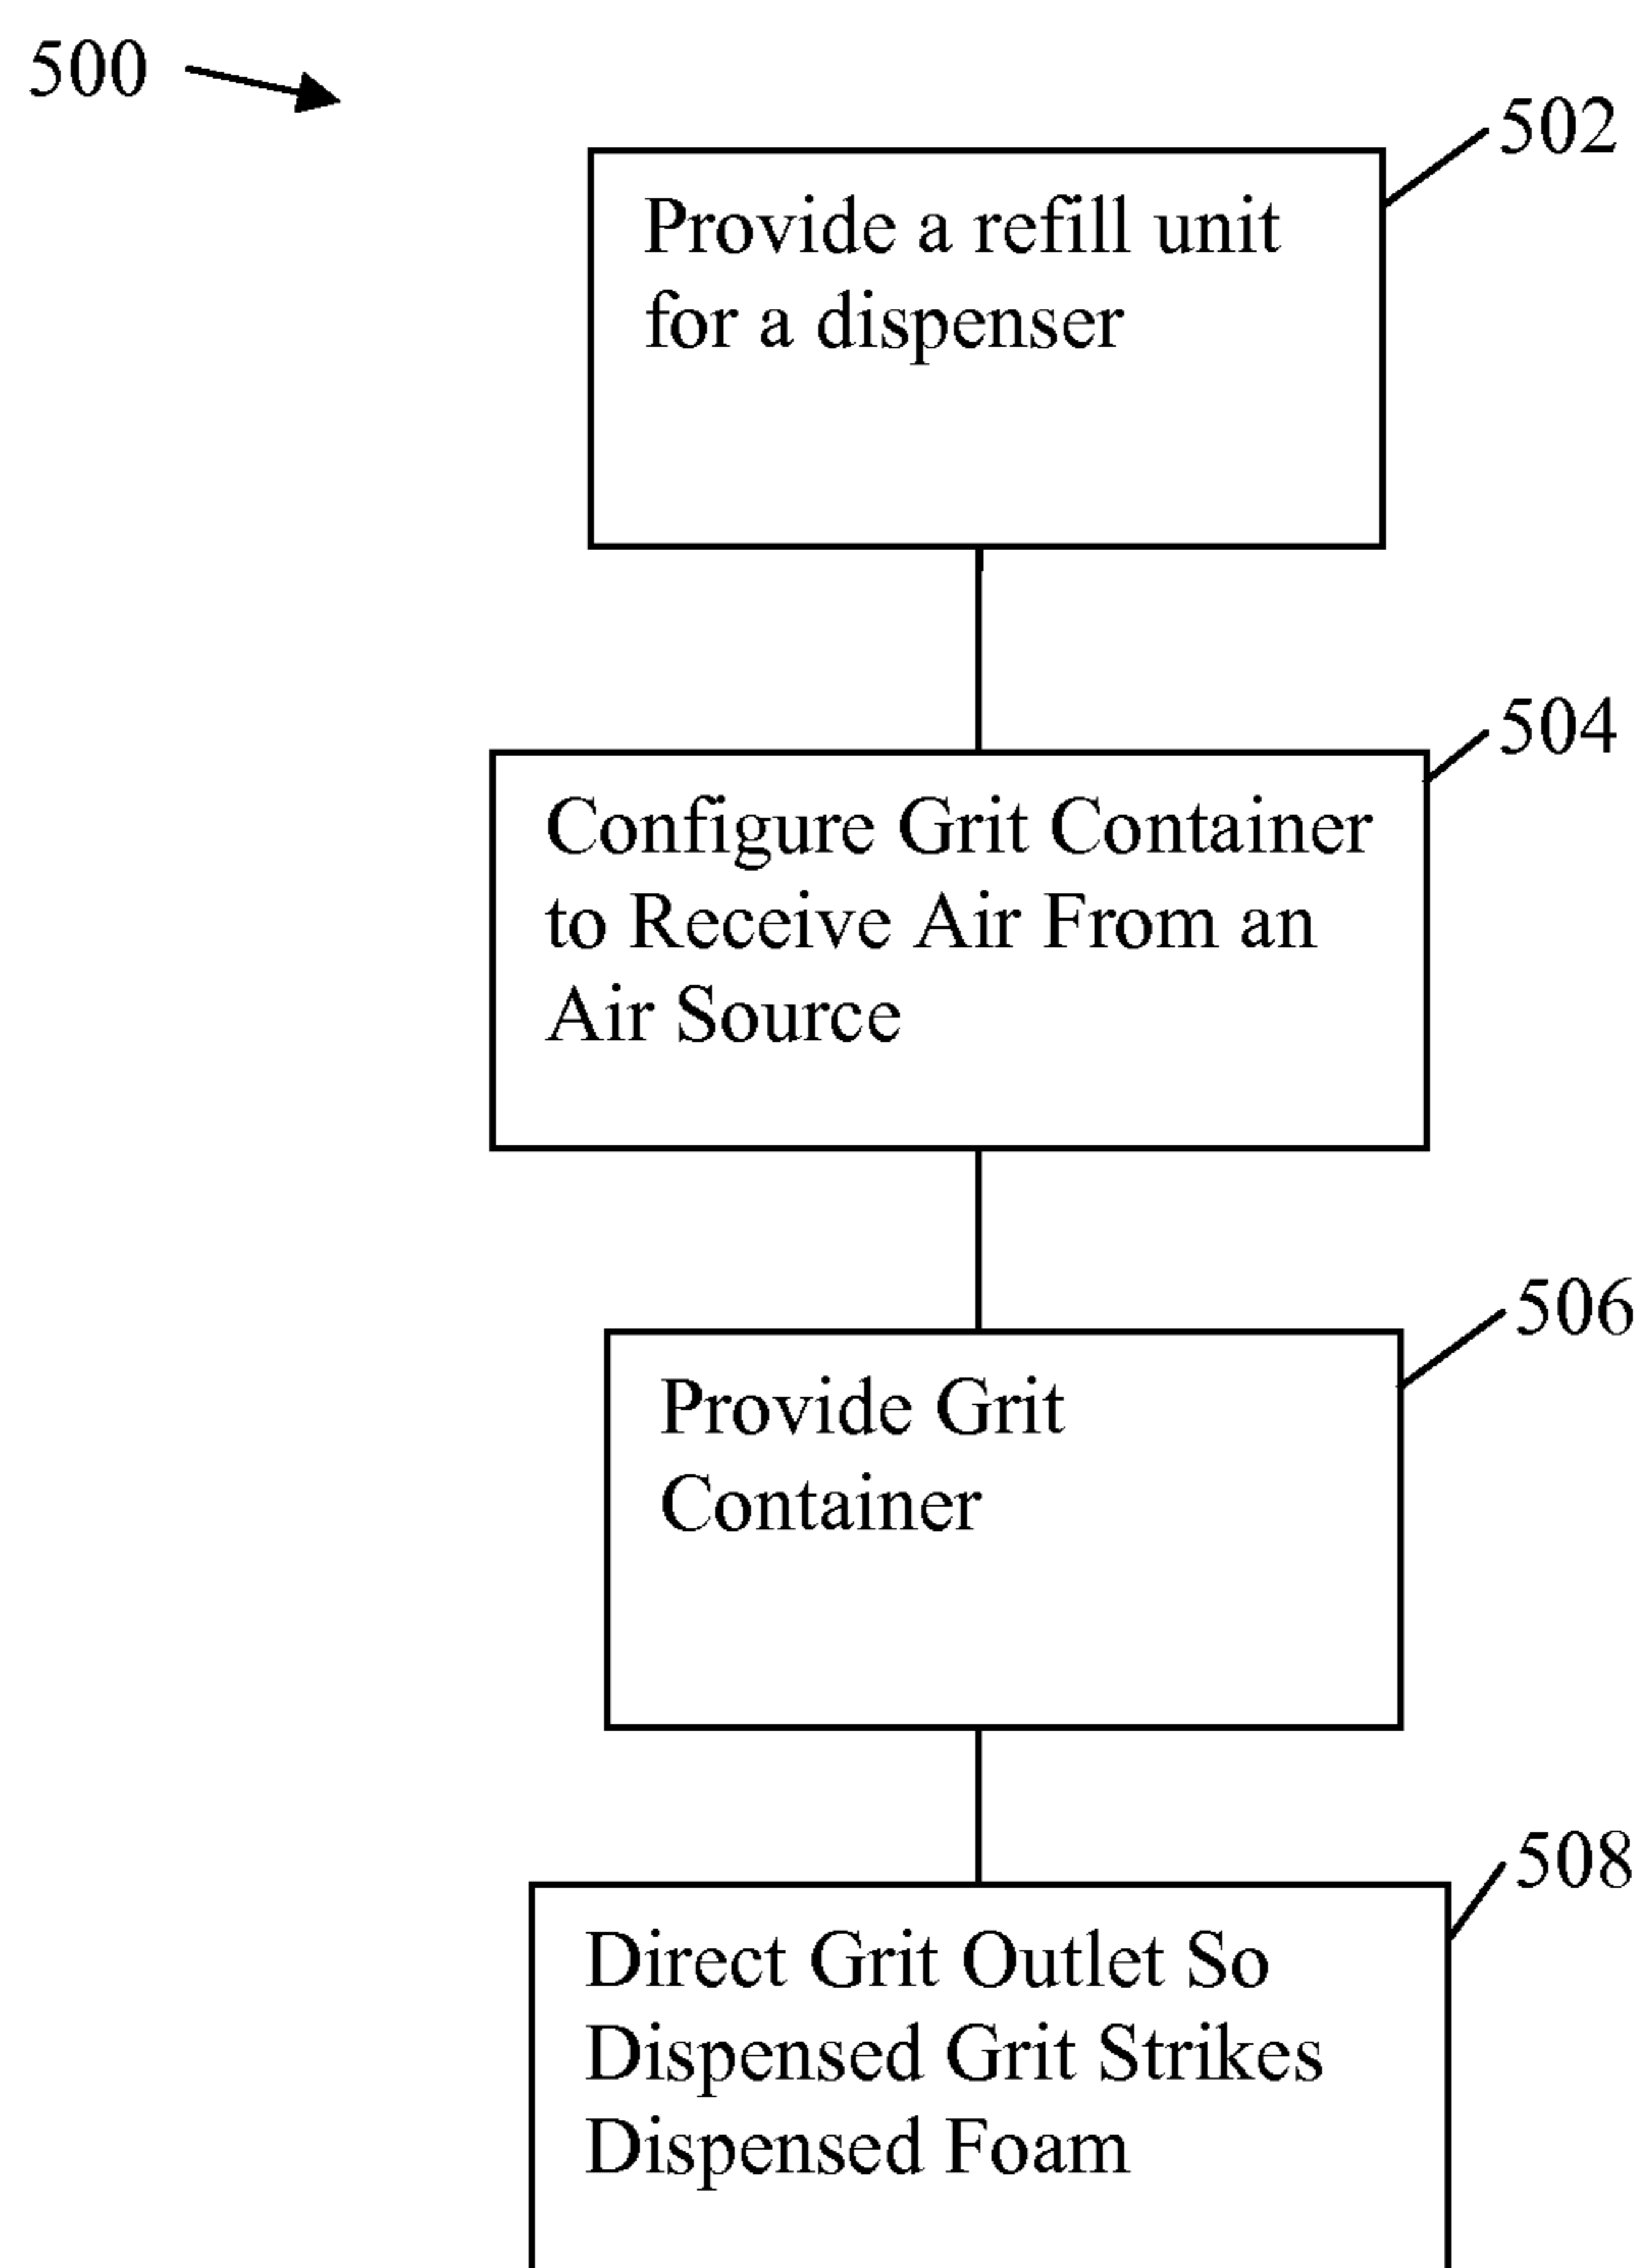 500
502
Provide a refill unit
for a dispenser
504
Configure Grit Container
to Receive Air From an
Air Source
506
Provide Grit
Container
508
Direct Grit Outlet So
Dispensed Grit Strikes
Dispensed Foam